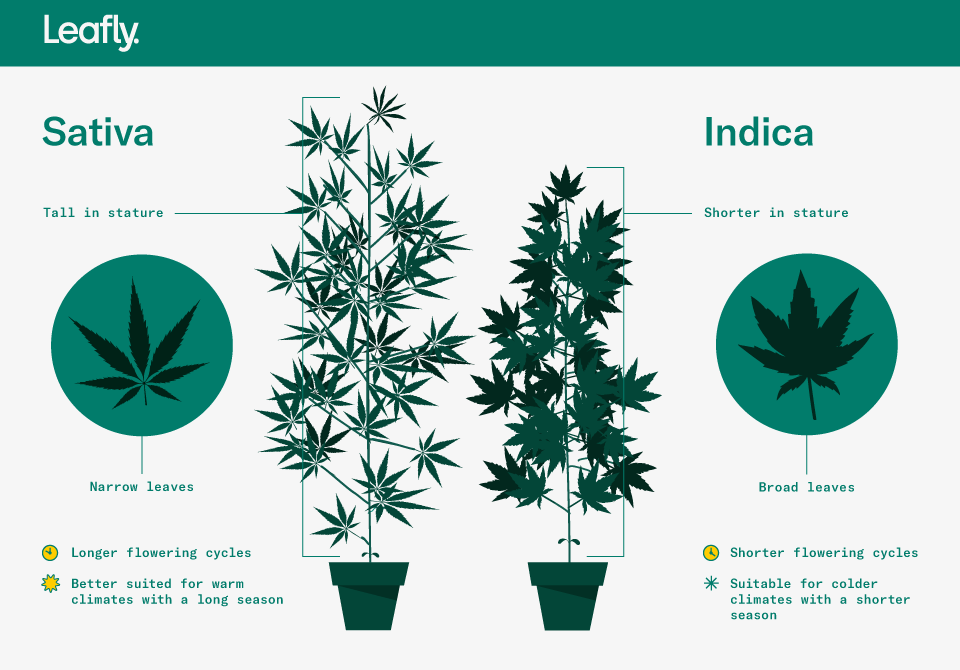 Leafly.
Sativa
Tall in stature
Narrow leaves
Longer flowering cycles
Better suited for warm
climates with a long season
Indica
Shorter in stature
Broad leaves
Shorter flowering cycles
Suitable for colder
climates with a shorter
season